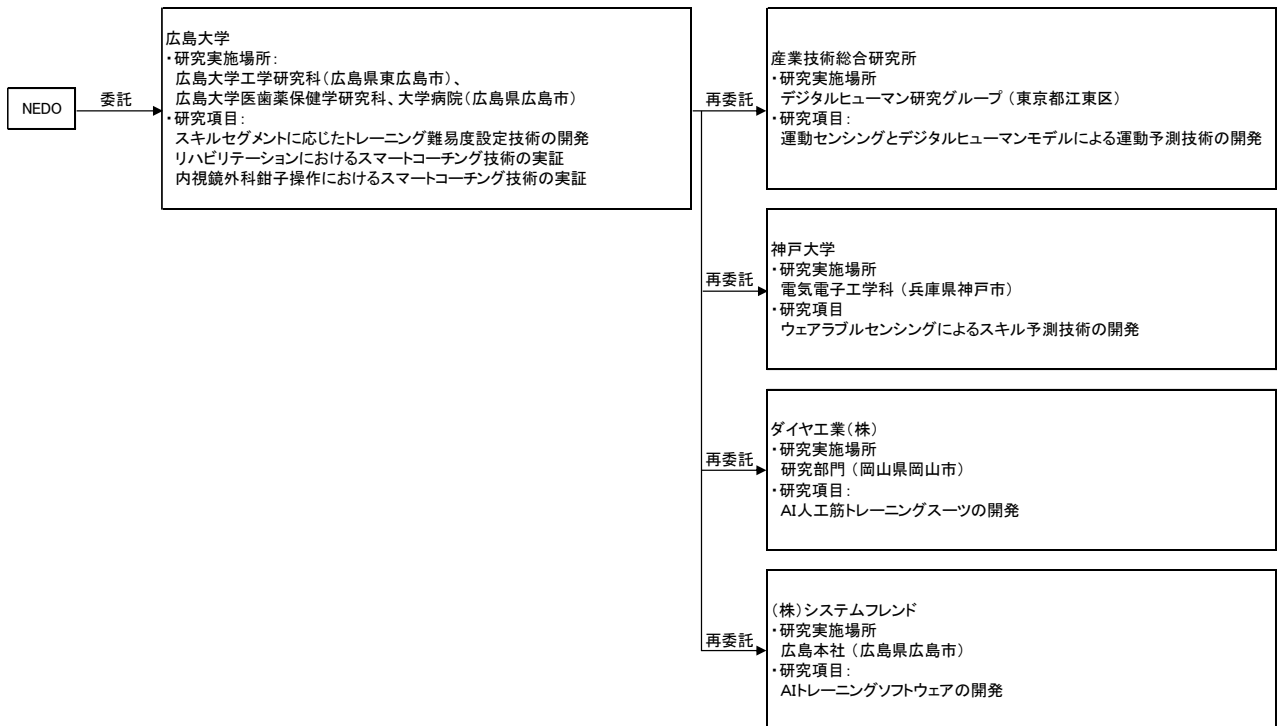 NEDO
委託
広島大学
・研究実施場所：
広島大学工学研究科（広島県東広島市）、
広島大学医歯薬保健学研究科、大学病院（広島県広島市）
・研究項目：
スキルセグメントに応じたトレーニング難易度設定技術の開発
リハビリテーションにおけるスマートコーチング技術の実証
内視鏡外科鉗子操作におけるスマートコーチング技術の実証
再委託
産業技術総合研究所
・研究実施場所
デジタルヒューマン研究グループ（東京都江東区）
・研究項目：
運動センシングとデジタルヒューマンモデルによる運動予測技術の開発
再委託
神戸大学
・研究実施場所
電気電子工学科（兵庫県神戸市）
・研究項目
ウェアラブルセンシングによるスキル予測技術の開発
再委託
ダイヤ工業（株）
・研究実施場所
研究部門（岡山県岡山市）
・研究項目：
AI人工筋トレーニングスーツの開発
再委託
（株）システムフレンド
・研究実施場所
広島本社（広島県広島市）
・研究項目：
AIトレーニングソフトウェアの開発